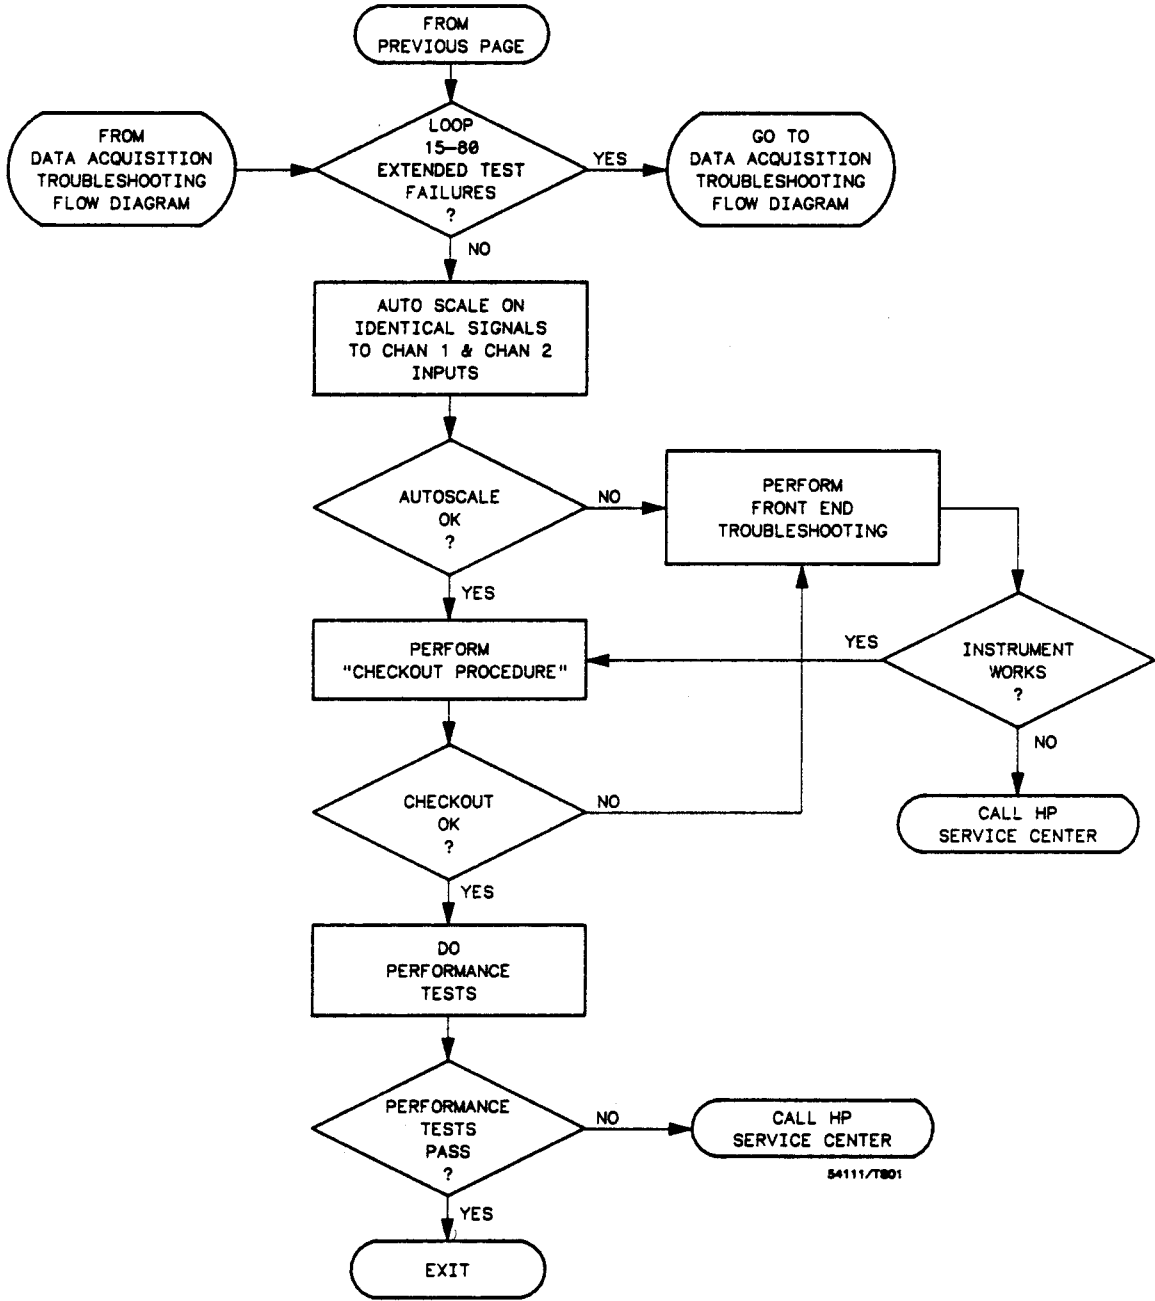 FROM
PREVIOUS PAGE
LOOP
15-80
EXTENDED TEST
FAILURES
?
FROM
DATA ACQUISITION
TROUBLESHOOTING
FLOW DIAGRAM
YES
GO TO
DATA ACQUISITION
TROUBLESHOOTING
FLOW DIAGRAM
NO
AUTO SCALE ON
IDENTICAL SIGNALS
TO CHAN 1 & CHAN 2
INPUTS
AUTOSCALE
OK
?
NO
PERFORM
FRONT END
TROUBLESHOOTING
YES
PERFORM
"CHECKOUT PROCEDURE"
YES
INSTRUMENT
WORKS
?
NO
CALL HP
SERVICE CENTER
CHECKOUT
OK
?
NO
YES
DO
PERFORMANCE
TESTS
PERFORMANCE
TESTS
PASS
?
NO
CALL HP
SERVICE CENTER
54111/T801
YES
EXIT